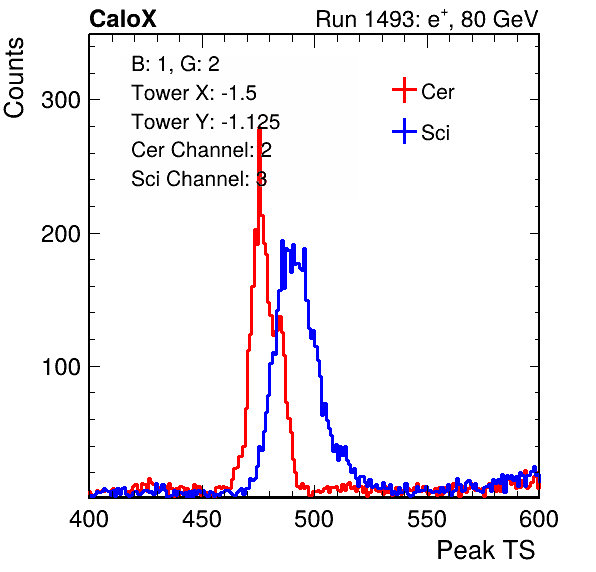 CaloX Run 1493: e⁺, 80 GeV
Counts
B: 1, G: 2
Tower X: -1.5
Tower Y: -1.125
Cer Channel: 2
Sci Channel: 3
Cer
Sci
300
200
100
400 450 500 550 600
Peak TS